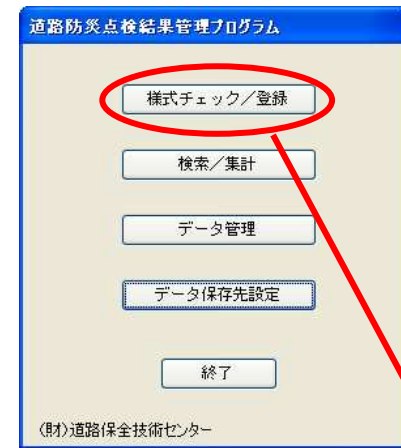 道路防災点検結果管理プログラム
様式チェック／登録
検索／集計
データ管理
データ保存先設定
終了
(財)道路保全技術センター